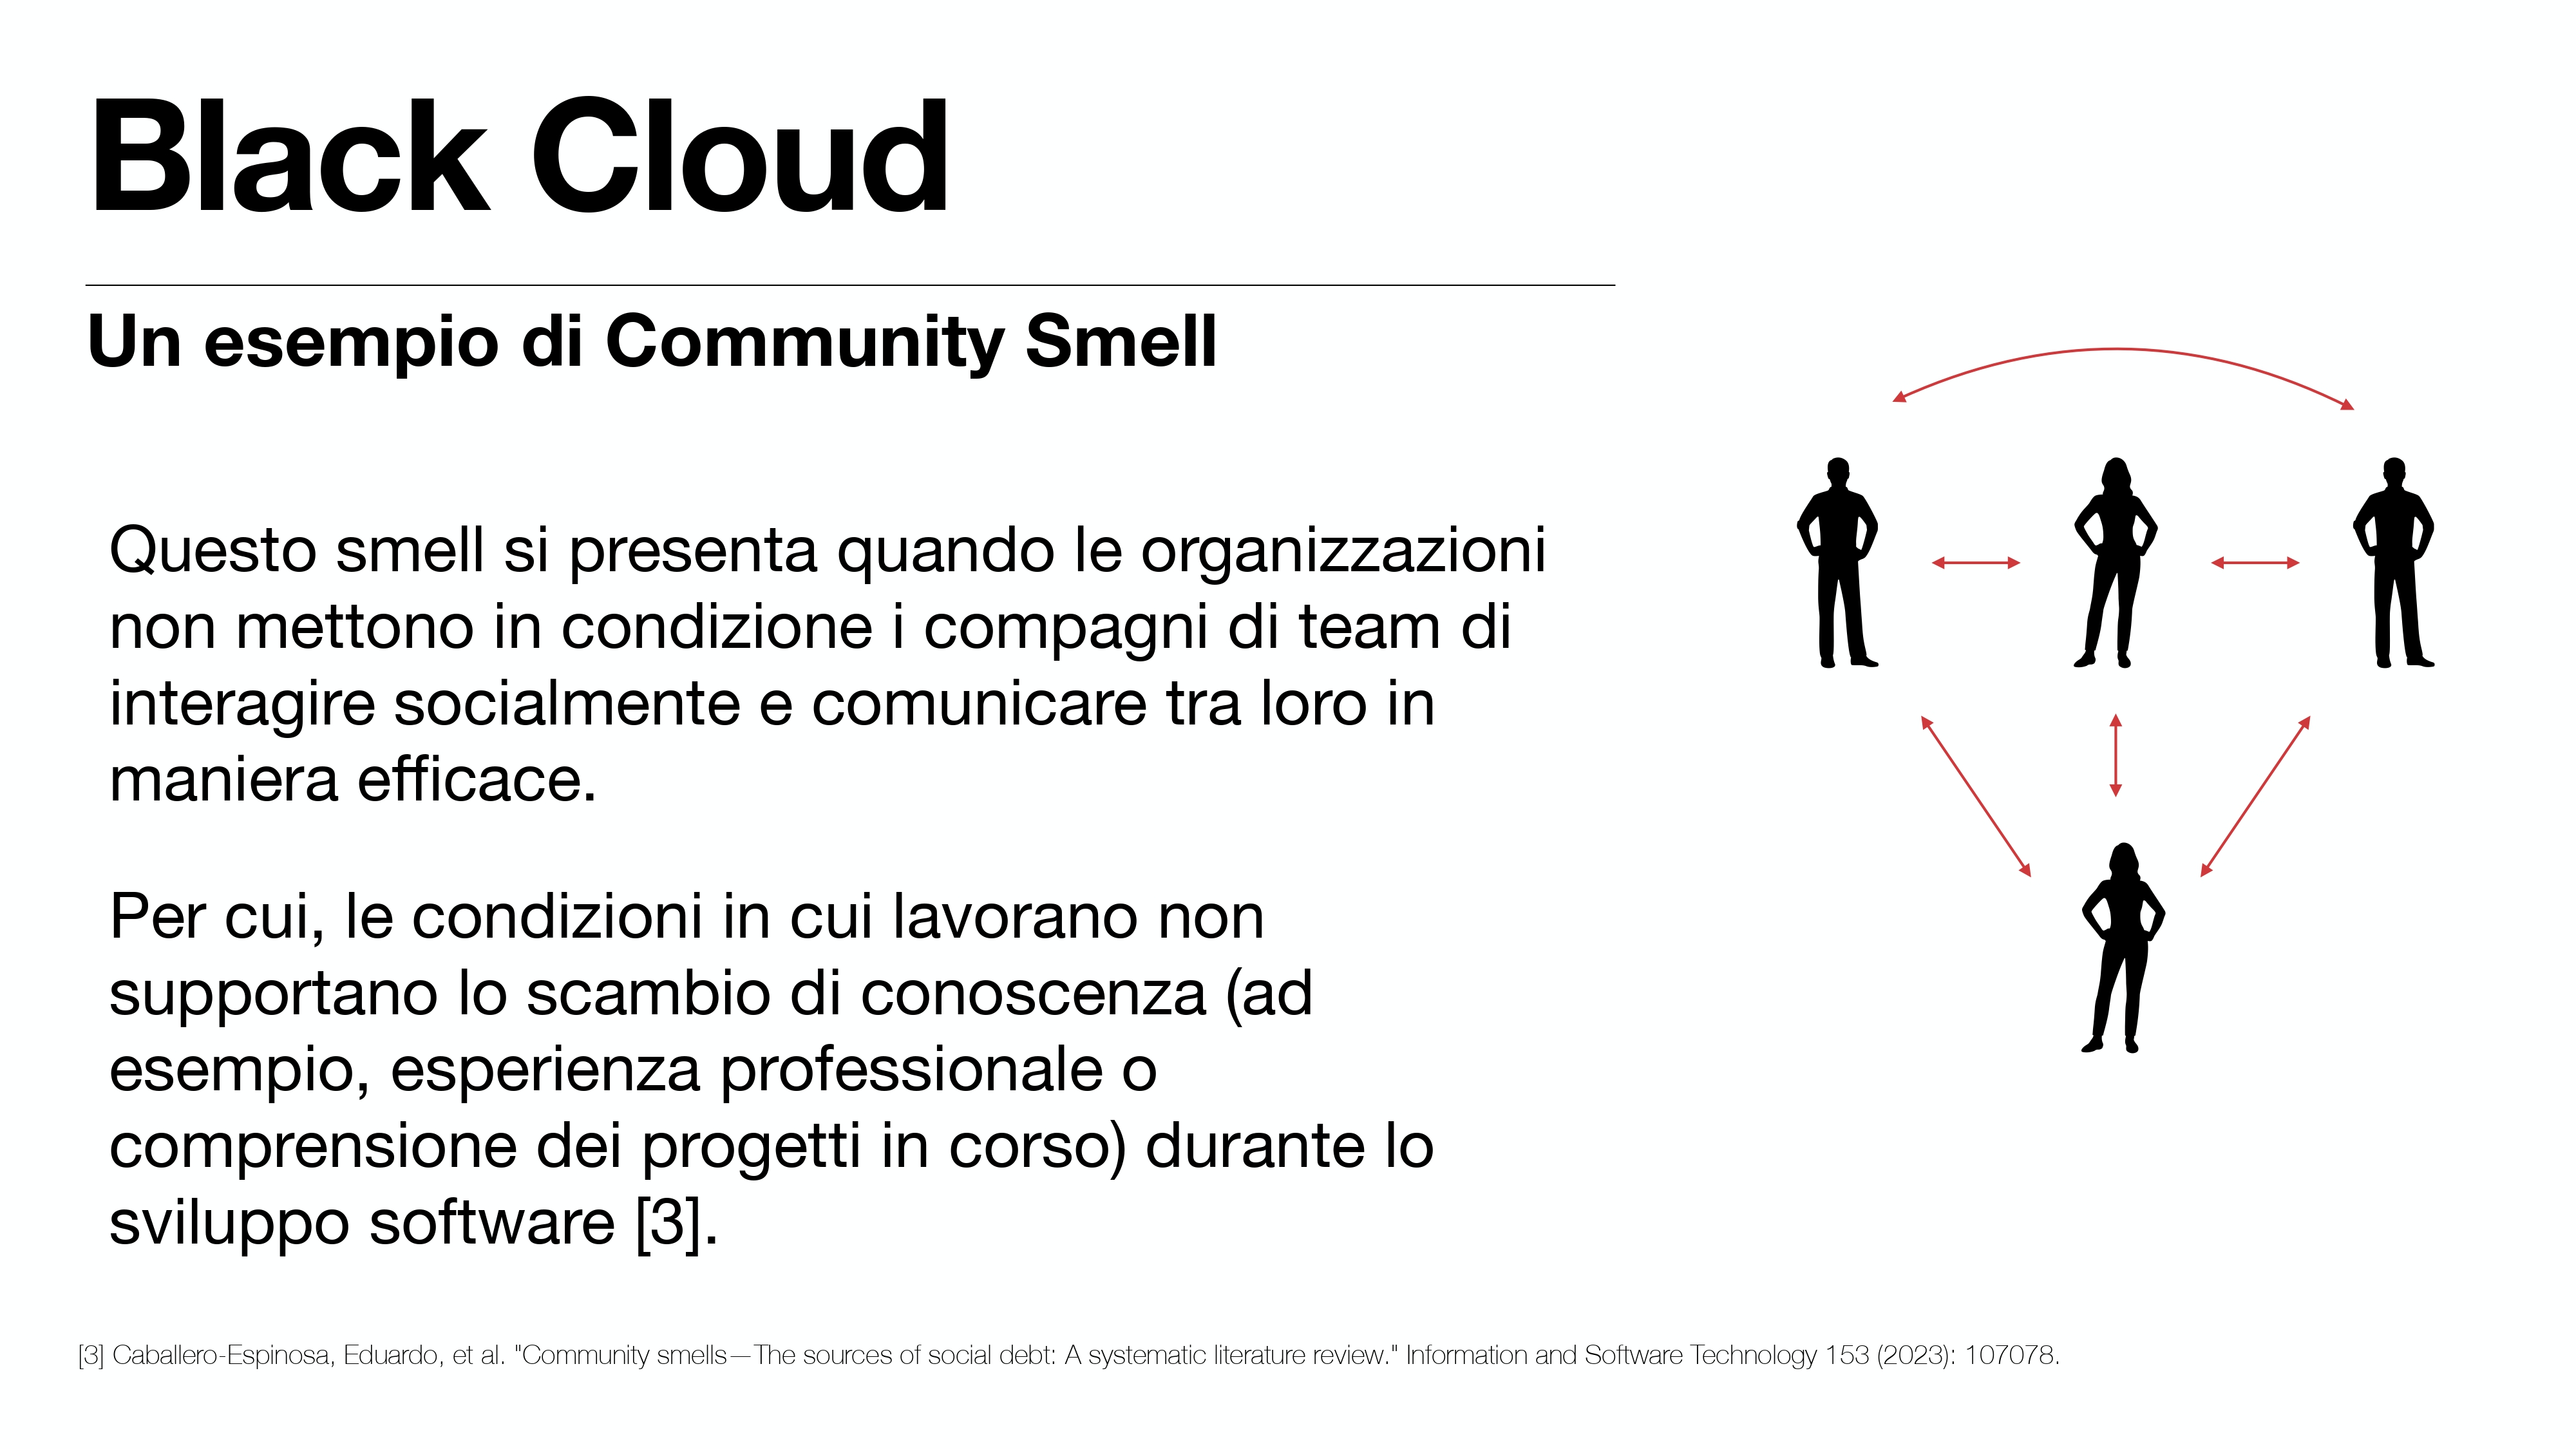 Black Cloud
Un esempio di Community Smell
Questo smell si presenta quando le organizzazioni
non mettono in condizione i compagni di team di
interagire socialmente e comunicare tra loro in
maniera efficace.
Per cui, le condizioni in cui lavorano non
supportano lo scambio di conoscenza (ad
esempio, esperienza professionale o
comprensione dei progetti in corso) durante lo
sviluppo software [3].
[3] Caballero-Espinosa, Eduardo, et al. "Community smells—The sources of social debt: A systematic literature review." Information and Software Technology 153 (2023): 107078.